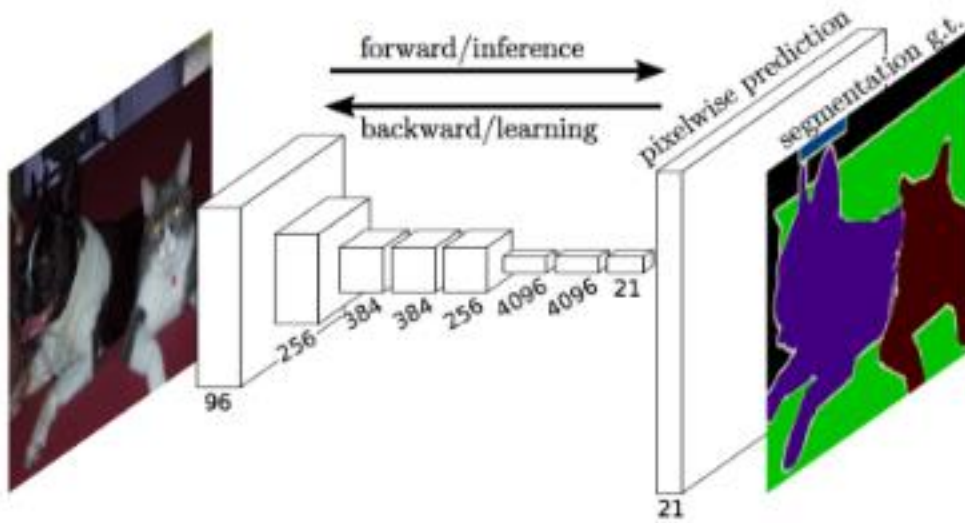 forward/inference
backward/learning
pixelwise prediction
segmentation g.t.
96
256
384
384
256
4096
4096
21
21